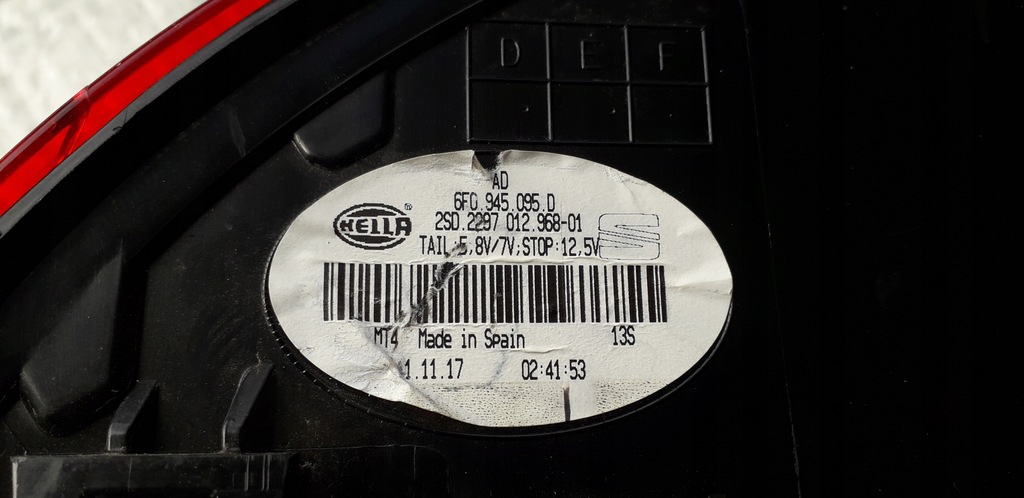 D E F
AD
6F0.945.095.D
HELLA®
2SD.2297 012.968-01
TAIL:5,8V/7V;STOP:12,5V
MT4 Made in Spain 13S
1.11.17 02:41:53